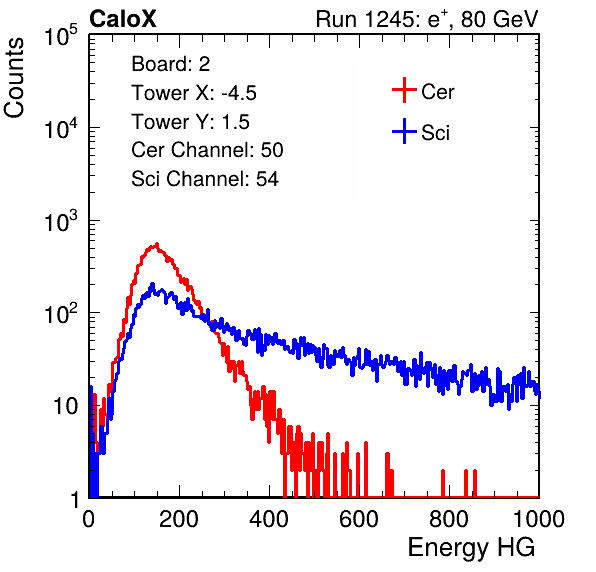 CaloX Run 1245: e+, 80 GeV
Counts
10^5
10^4
10^3
10^2
10
1
Board: 2
Tower X: -4.5
Tower Y: 1.5
Cer Channel: 50
Sci Channel: 54
Cer
Sci
0 200 400 600 800 1000
Energy HG